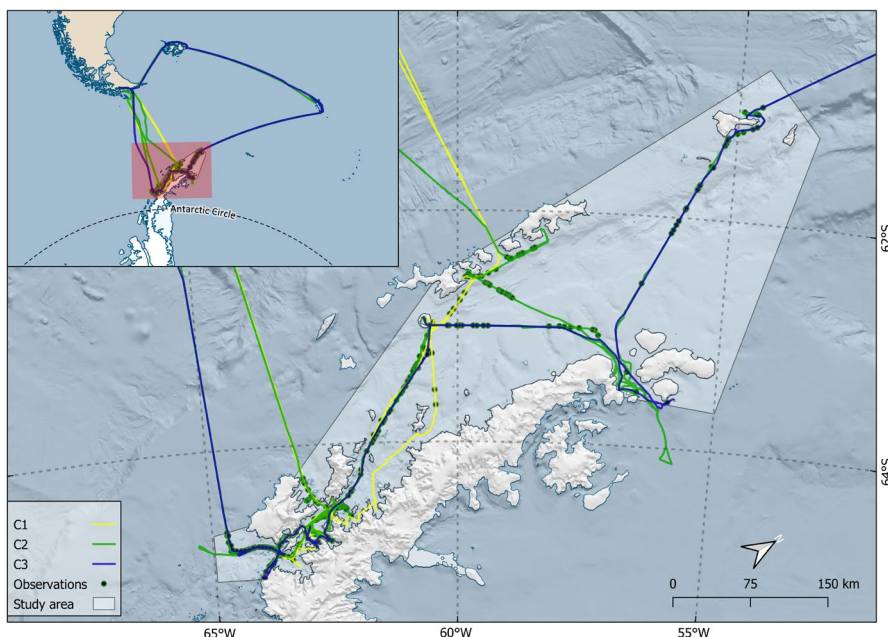 Antarctic Circle
62°S
64°S
C1
C2
C3
Observations
Study area
0 75 150 km
65°W 60°W 55°W